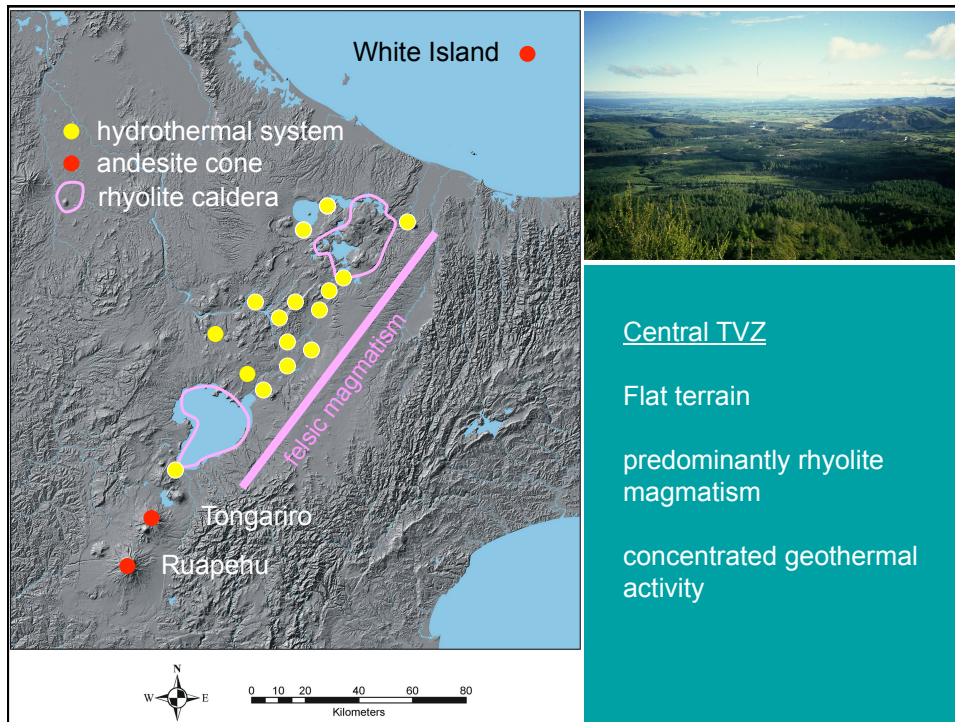 White Island
hydrothermal system
andesite cone
rhyolite caldera
felsic magmatism
Tongariro
Ruapehu
N
W E
S
0 10 20 40 60 80
Kilometers
Central TVZ
Flat terrain
predominantly rhyolite
magmatism
concentrated geothermal
activity